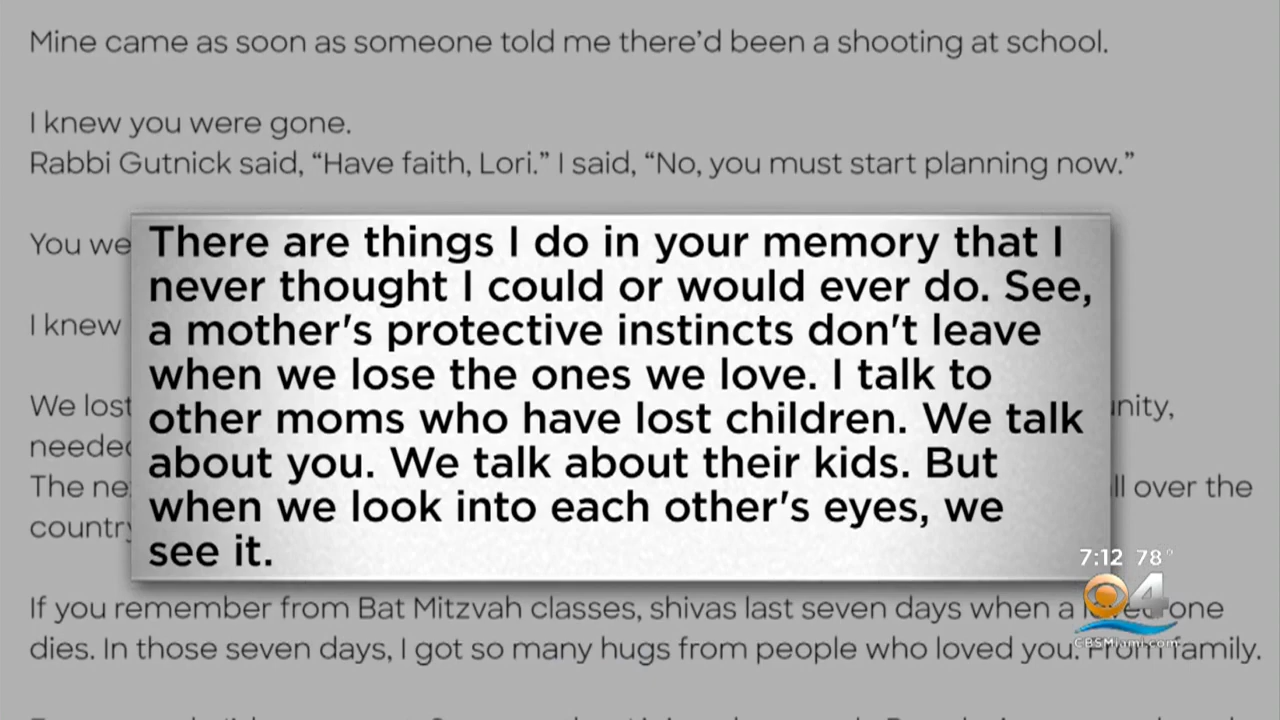 Mine came as soon as someone told me there’d been a shooting at school.
I knew you were gone.
Rabbi Gutnick said, “Have faith, Lori.” I said, “No, you must start planning now.”
You we
There are things I do in your memory that I
never thought I could or would ever do. See,
I knew
a mother's protective instincts don't leave
when we lose the ones we love. I talk to
We lost
other moms who have lost children. We talk
unity,
needed
about you. We talk about their kids. But
The ne
when we look into each other's eyes, we
ll over the
country
see it.
7:12 78°
4
CBSMiami.com
If you remember from Bat Mitzvah classes, shivas last seven days when a one
dies. In those seven days, I got so many hugs from people who loved you. From family.